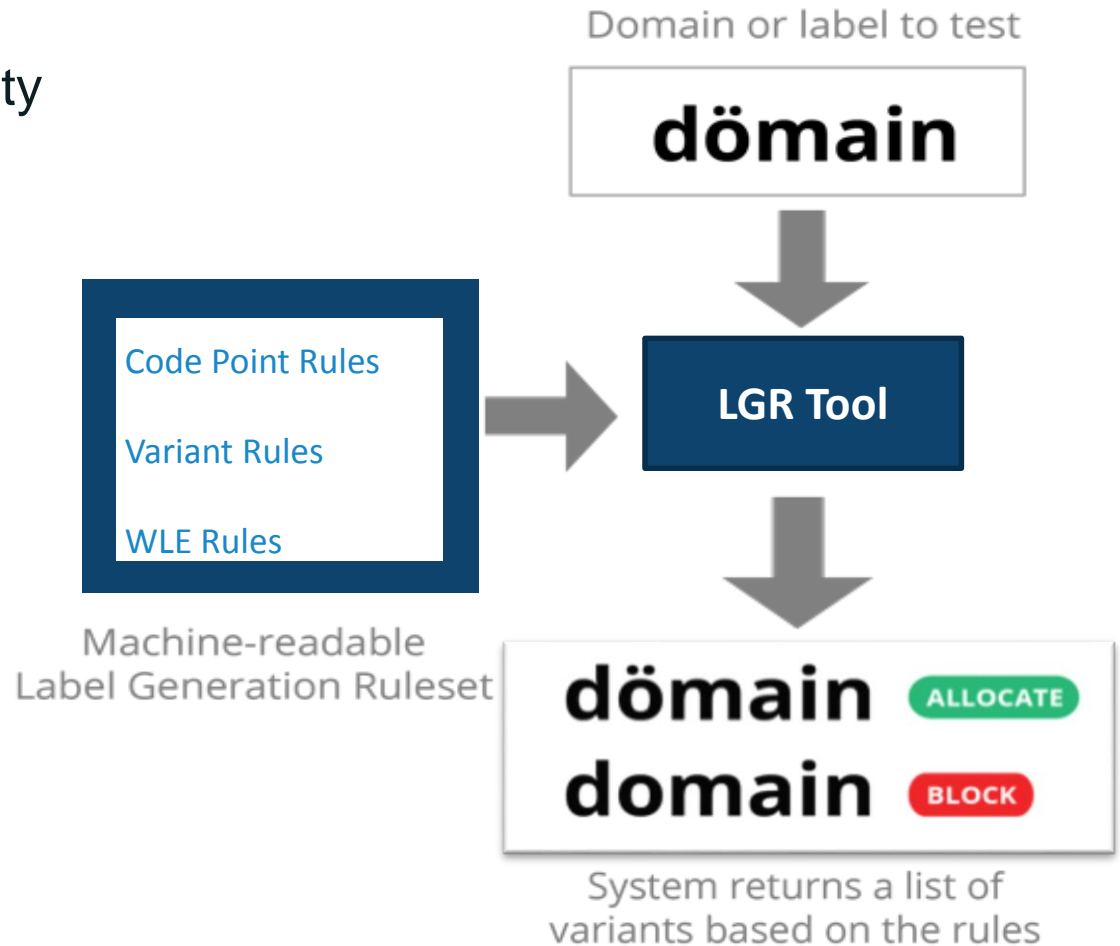 Domain or label to test
ty
dömain
Code Point Rules
Variant Rules
WLE Rules
LGR Tool
Machine-readable
Label Generation Ruleset
dömain ALLOCATE
domain BLOCK
System returns a list of
variants based on the rules